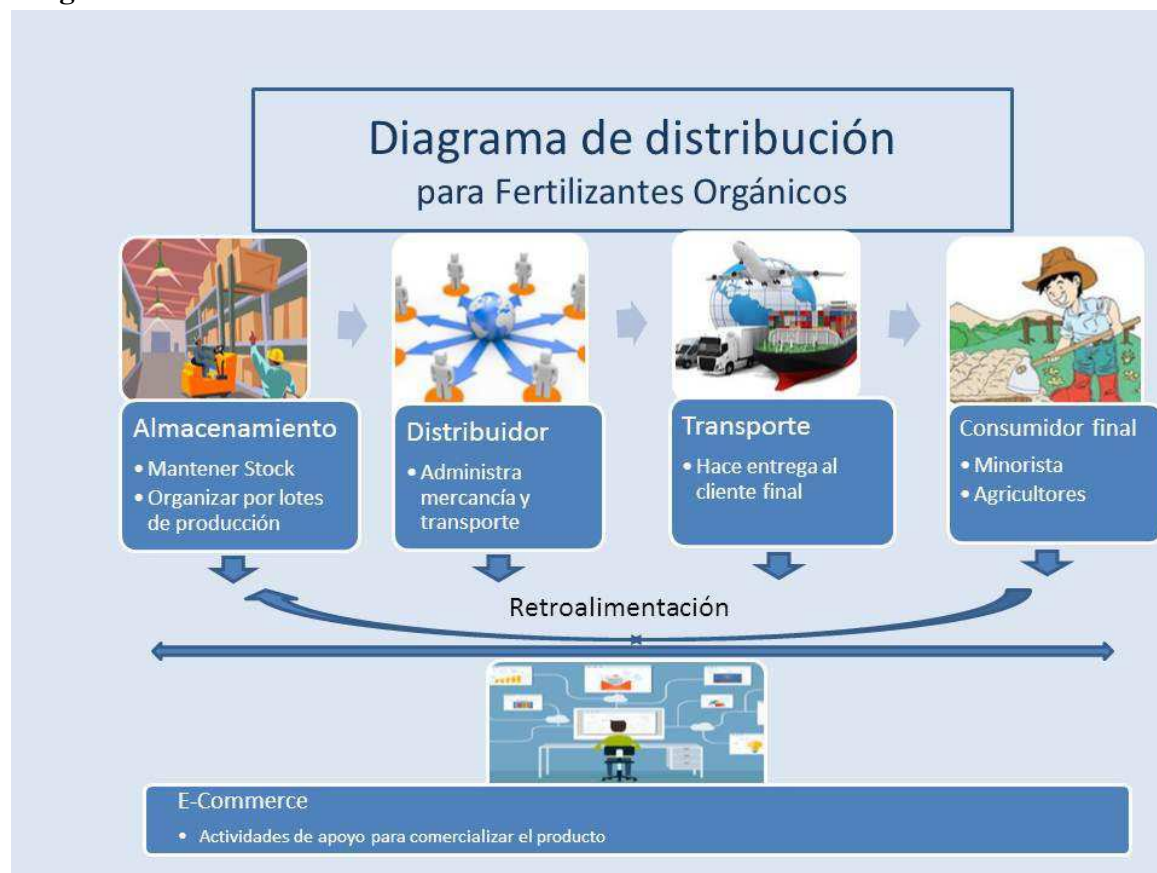 Diagrama de distribución
para Fertilizantes Orgánicos
Almacenamiento
• Mantener Stock
• Organizar por lotes
de producción
Distribuidor
• Administra
mercancía y
transporte
Transporte
• Hace entrega al
cliente final
Consumidor final
• Minorista
• Agricultores
Retroalimentación
E-Commerce
• Actividades de apoyo para comercializar el producto